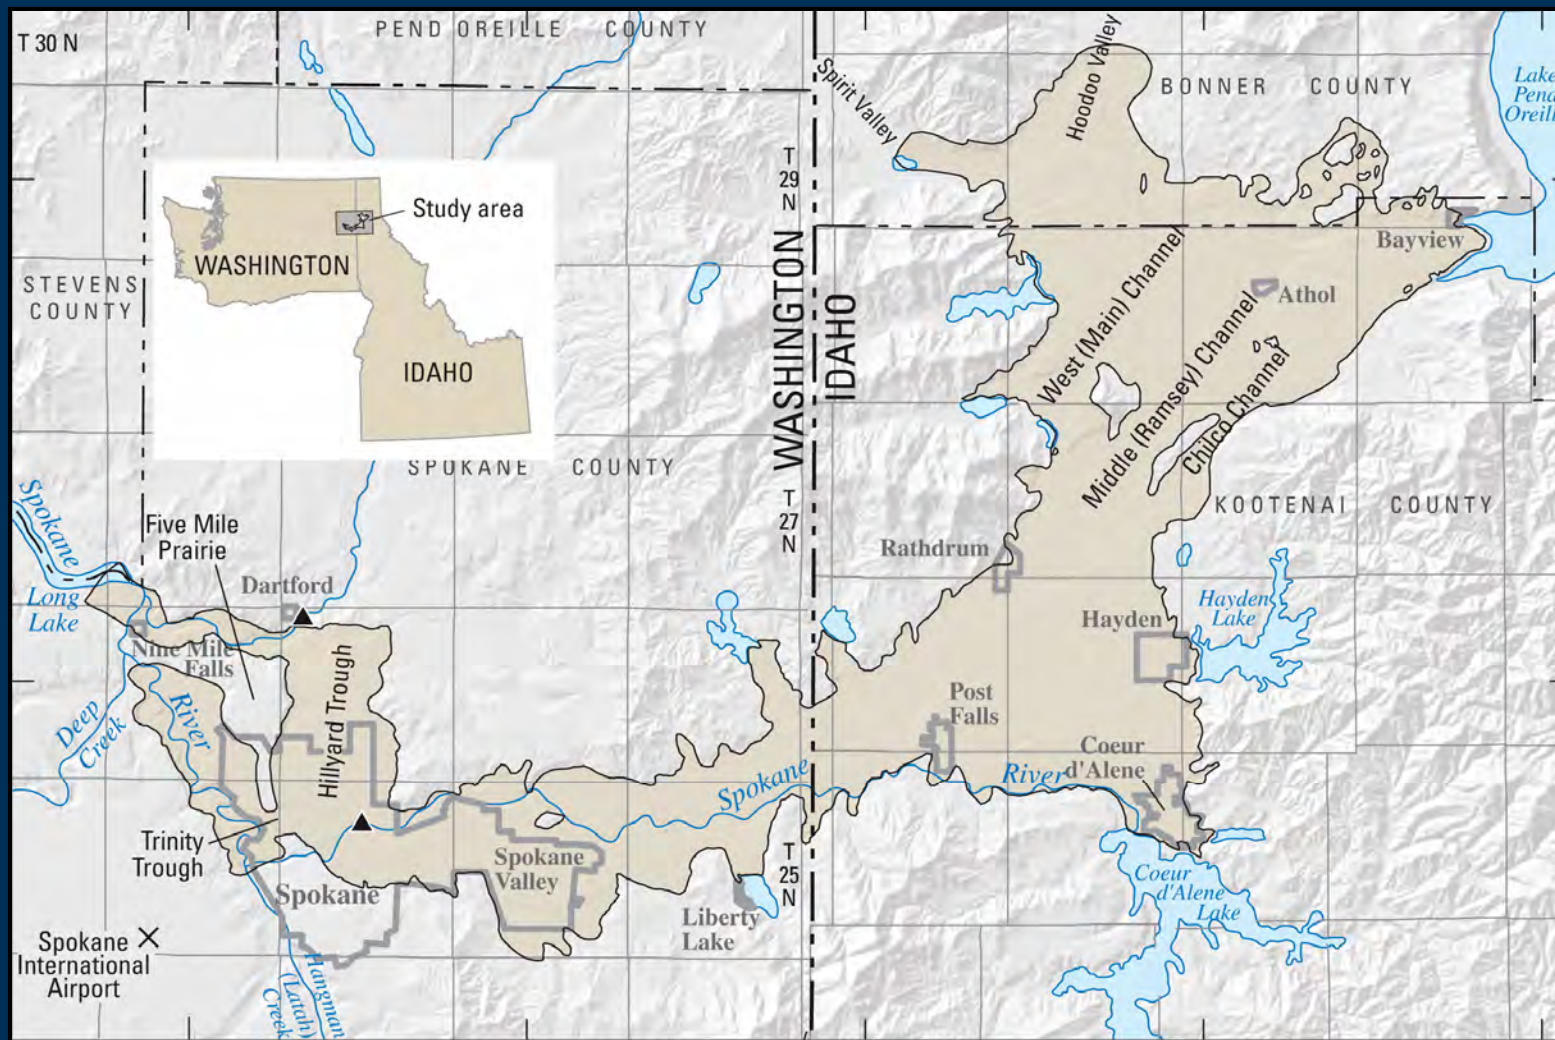 T 30 N
PEND OREILLE COUNTY
Spirit Valley
Hoodoo Valley
BONNER COUNTY
Lake
Pend
T
29
N
Study area
WASHINGTON
IDAHO
STEVENS
COUNTY
WASHINGTON
IDAHO
Bayview
Athol
West (Main) Channel
Middle (Ramsey) Channel
Chilco Channel
SPOKANE COUNTY
KOOTENAI COUNTY
T
27
N
Spokane
Five Mile
Prairie
Dartford
Long
Lake
Nine Mile
Falls
Rathdrum
Hayden
Hayden
Lake
Deep
Creek
River
Hillyard Trough
Post
Falls
Coeur
d'Alene
Spokane
River
Trinity
Trough
Spokane
Spokane
Valley
T
25
N
Liberty
Lake
Coeur
d'Alene
Lake
Spokane
International
Airport
Hangman
(Latah)
Creek